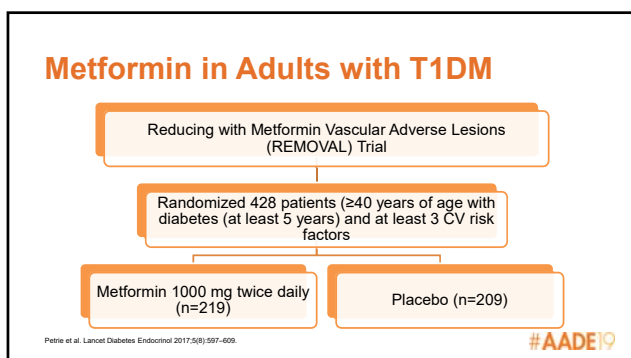 Metformin in Adults with T1DM
Reducing with Metformin Vascular Adverse Lesions
(REMOVAL) Trial
Randomized 428 patients (≥40 years of age with
diabetes (at least 5 years) and at least 3 CV risk
factors
Metformin 1000 mg twice daily
(n=219)
Placebo (n=209)
Petrie et al. Lancet Diabetes Endocrinol 2017;5(8):597–609.
#AADE19